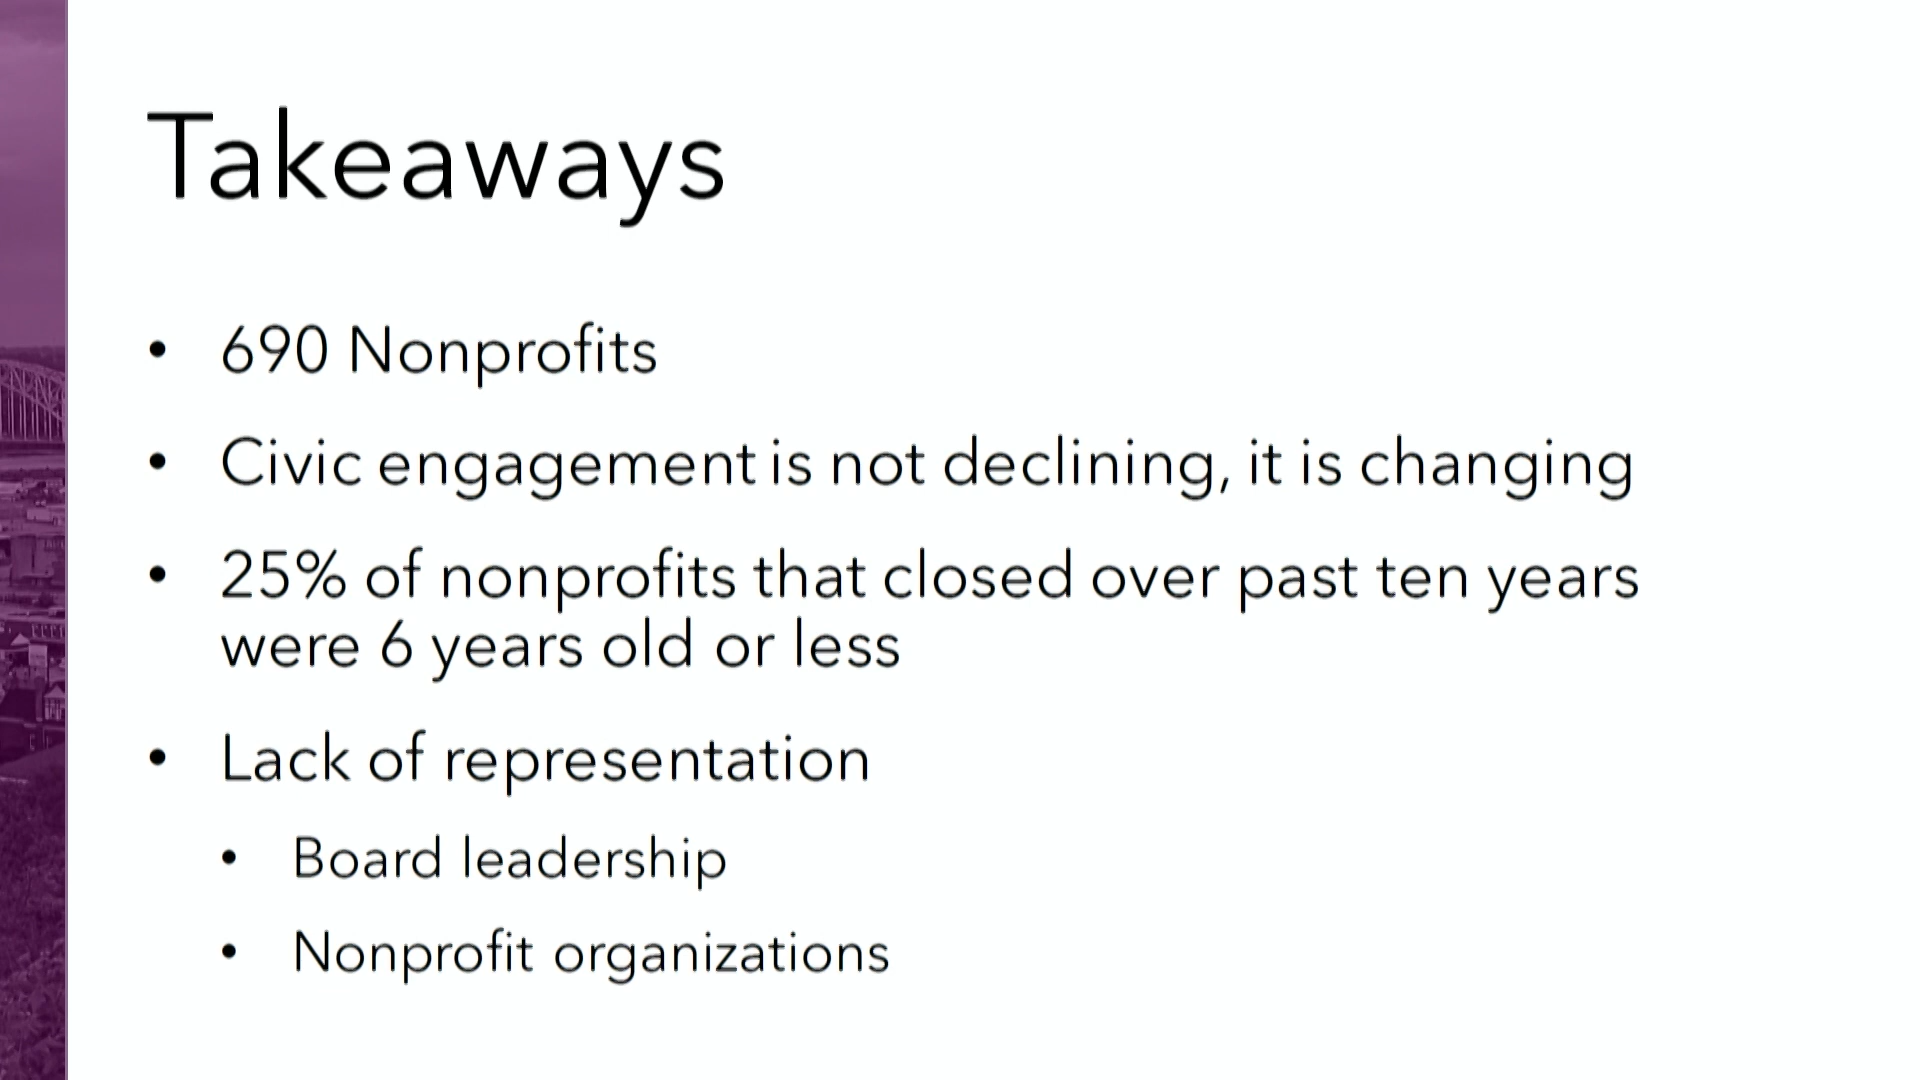 Takeaways
• 690 Nonprofits
• Civic engagement is not declining, it is changing
• 25% of nonprofits that closed over past ten years
were 6 years old or less
• Lack of representation
• Board leadership
• Nonprofit organizations